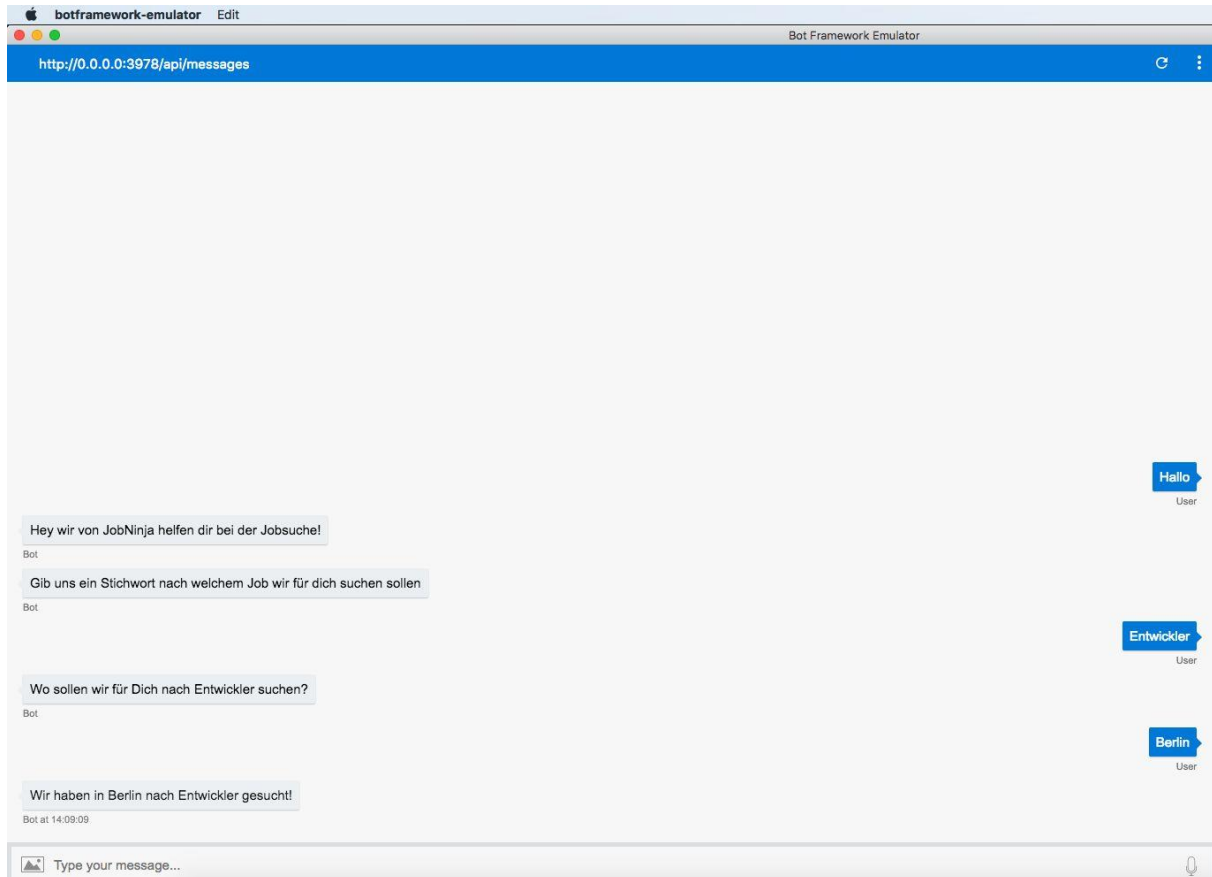 botframework-emulator Edit
Bot Framework Emulator
http://0.0.0.0:3978/api/messages
Hallo
User
Hey wir von JobNinja helfen dir bei der Jobsuche!
Bot
Gib uns ein Stichwort nach welchem Job wir für dich suchen sollen
Bot
Entwickler
User
Wo sollen wir für Dich nach Entwickler suchen?
Bot
Berlin
User
Wir haben in Berlin nach Entwickler gesucht!
Bot at 14:09:09
Type your message...